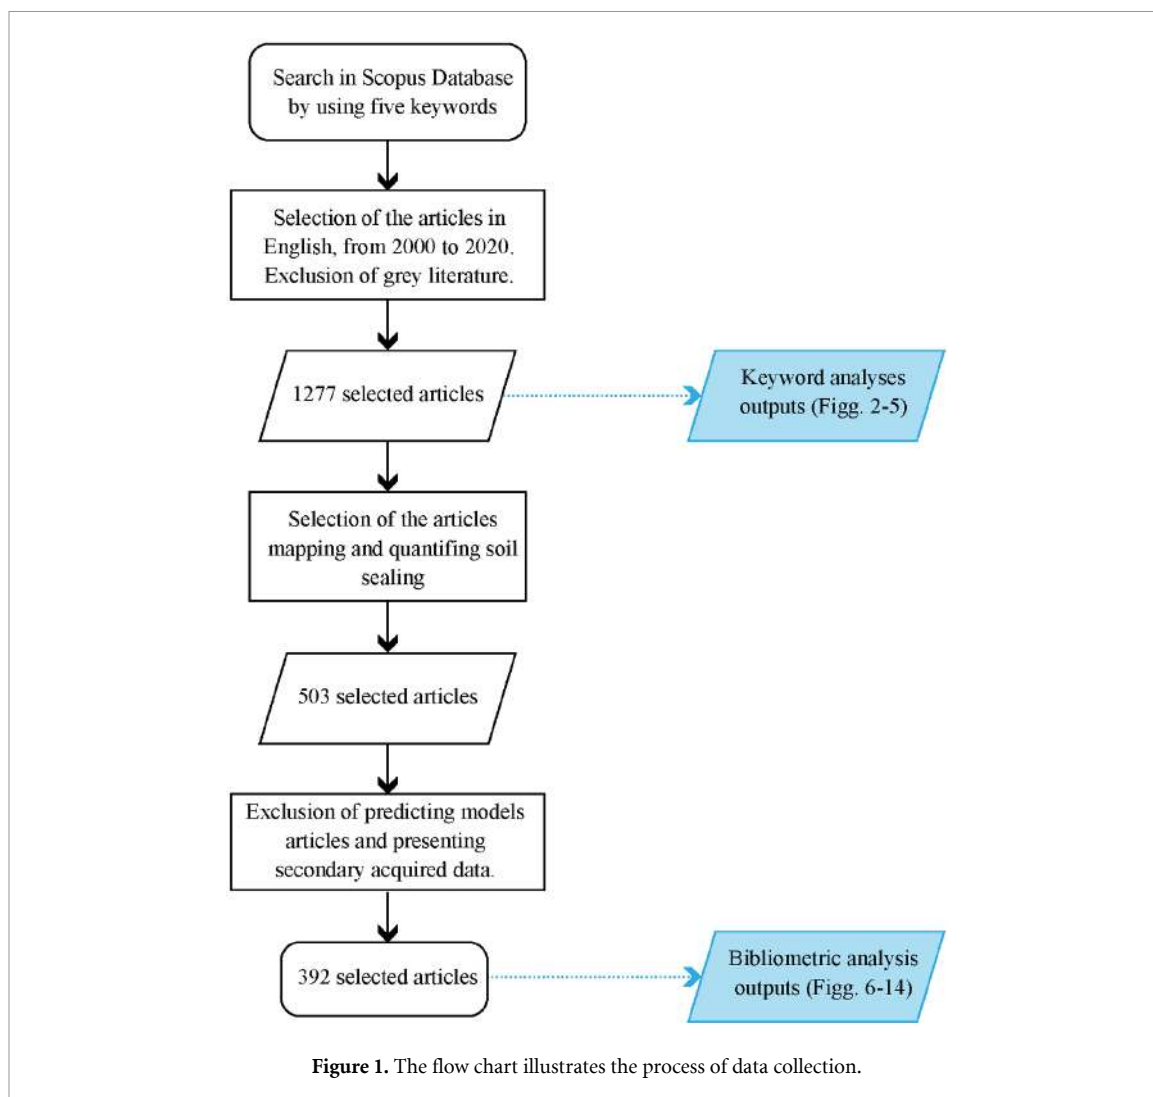 Search in Scopus Database
by using five keywords
Selection of the articles in
English, from 2000 to 2020.
Exclusion of grey literature.
1277 selected articles
Keyword analyses
outputs (Figg. 2-5)
Selection of the articles
mapping and quantifing soil
sealing
503 selected articles
Exclusion of predicting models
articles and presenting
secondary acquired data.
392 selected articles
Bibliometric analysis
outputs (Figg. 6-14)
Figure 1. The flow chart illustrates the process of data collection.